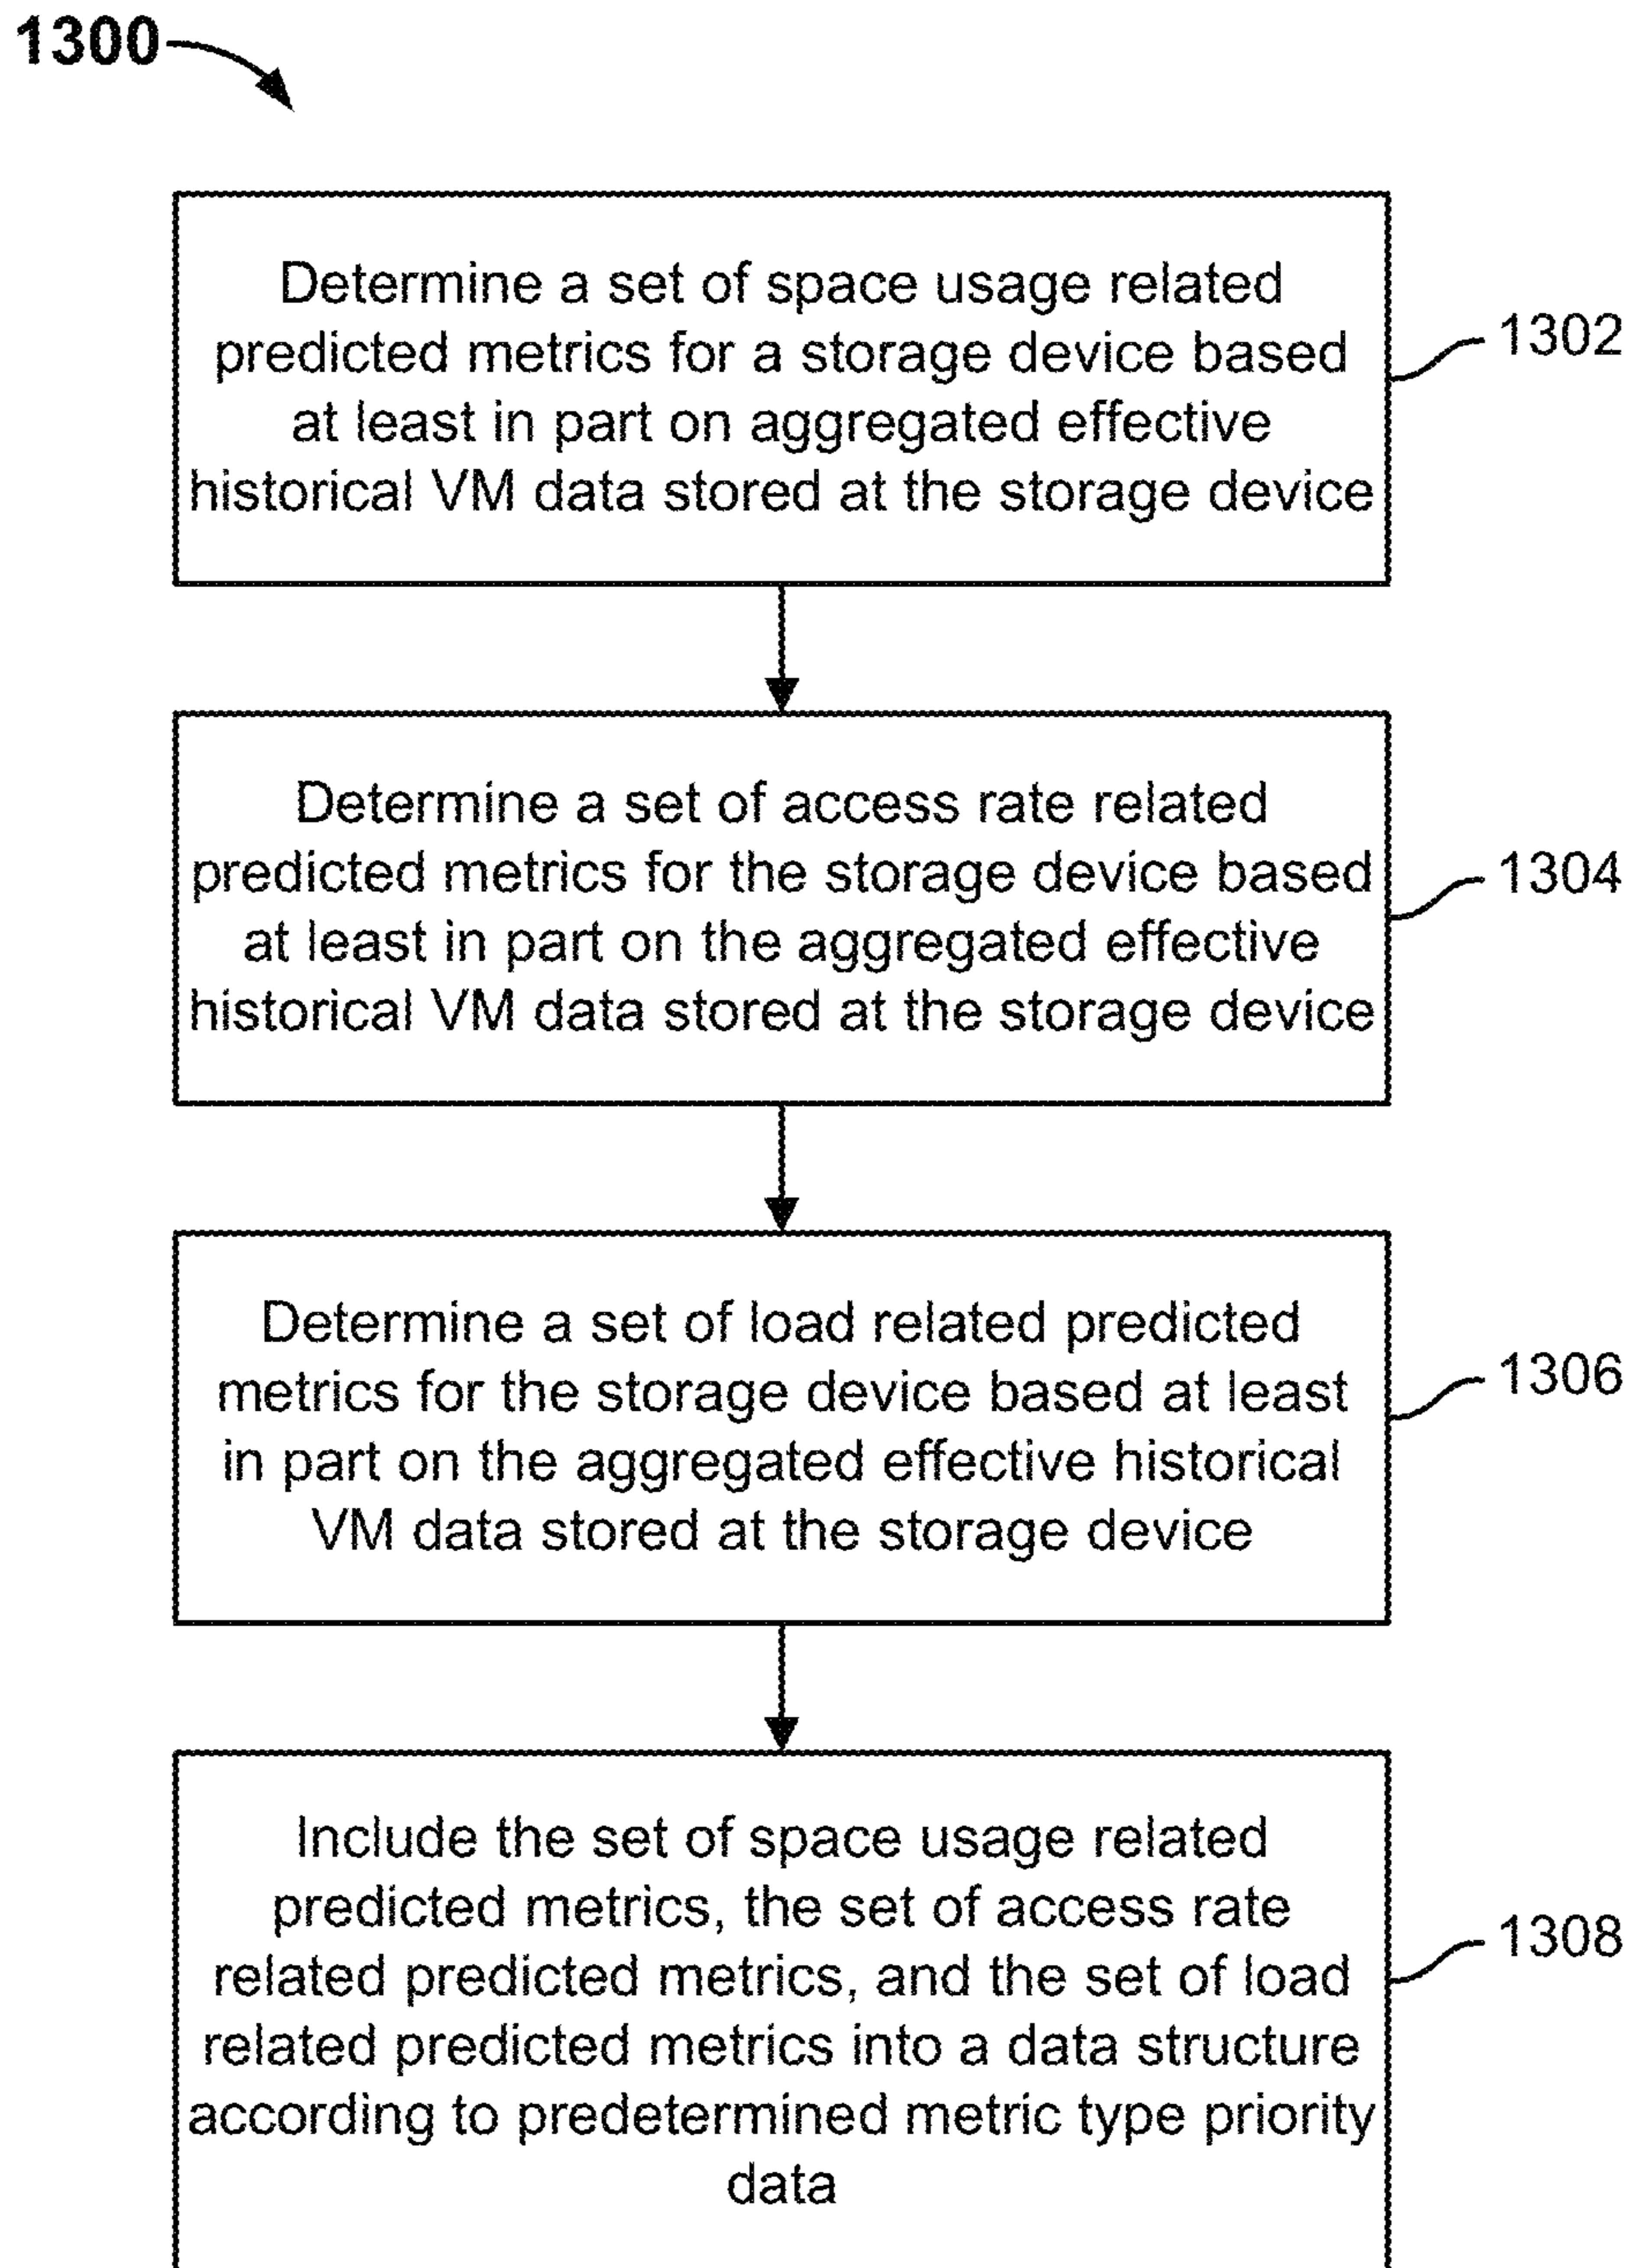 1300
Determine a set of space usage related
predicted metrics for a storage device based
at least in part on aggregated effective
historical VM data stored at the storage device
1302
Determine a set of access rate related
predicted metrics for the storage device based
at least in part on the aggregated effective
historical VM data stored at the storage device
1304
Determine a set of load related predicted
metrics for the storage device based at least
in part on the aggregated effective historical
VM data stored at the storage device
1306
Include the set of space usage related
predicted metrics, the set of access rate
related predicted metrics, and the set of load
related predicted metrics into a data structure
according to predetermined metric type priority
data
1308